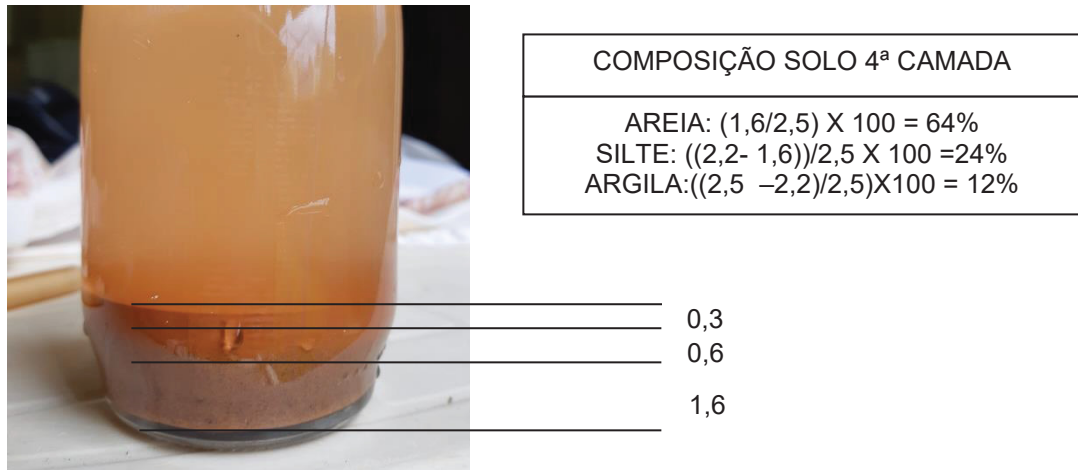 COMPOSIÇÃO SOLO 4ª CAMADA
AREIA: (1,6/2,5) X 100 = 64%
SILTE: ((2,2- 1,6))/2,5 X 100 =24%
ARGILA:((2,5 –2,2)/2,5)X100 = 12%
0,3
0,6
1,6